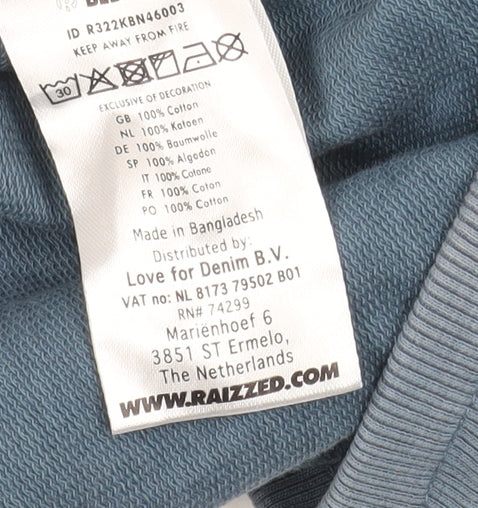 ID R322KBN46003
KEEP AWAY FROM FIRE
30
EXCLUSIVE OF DECORATION
GB 100% Cotton
NL 100% Katoen
DE 100% Baumwolle
SP 100% Algodon
IT 100% Cotone
FR 100% Coton
PO 100% Cotton
Made in Bangladesh
Distributed by:
Love for Denim B.V.
VAT no: NL 8173 79502 B01
RN# 74299
Mariënhoef 6
3851 ST Ermelo,
The Netherlands
WWW.RAIZZED.COM